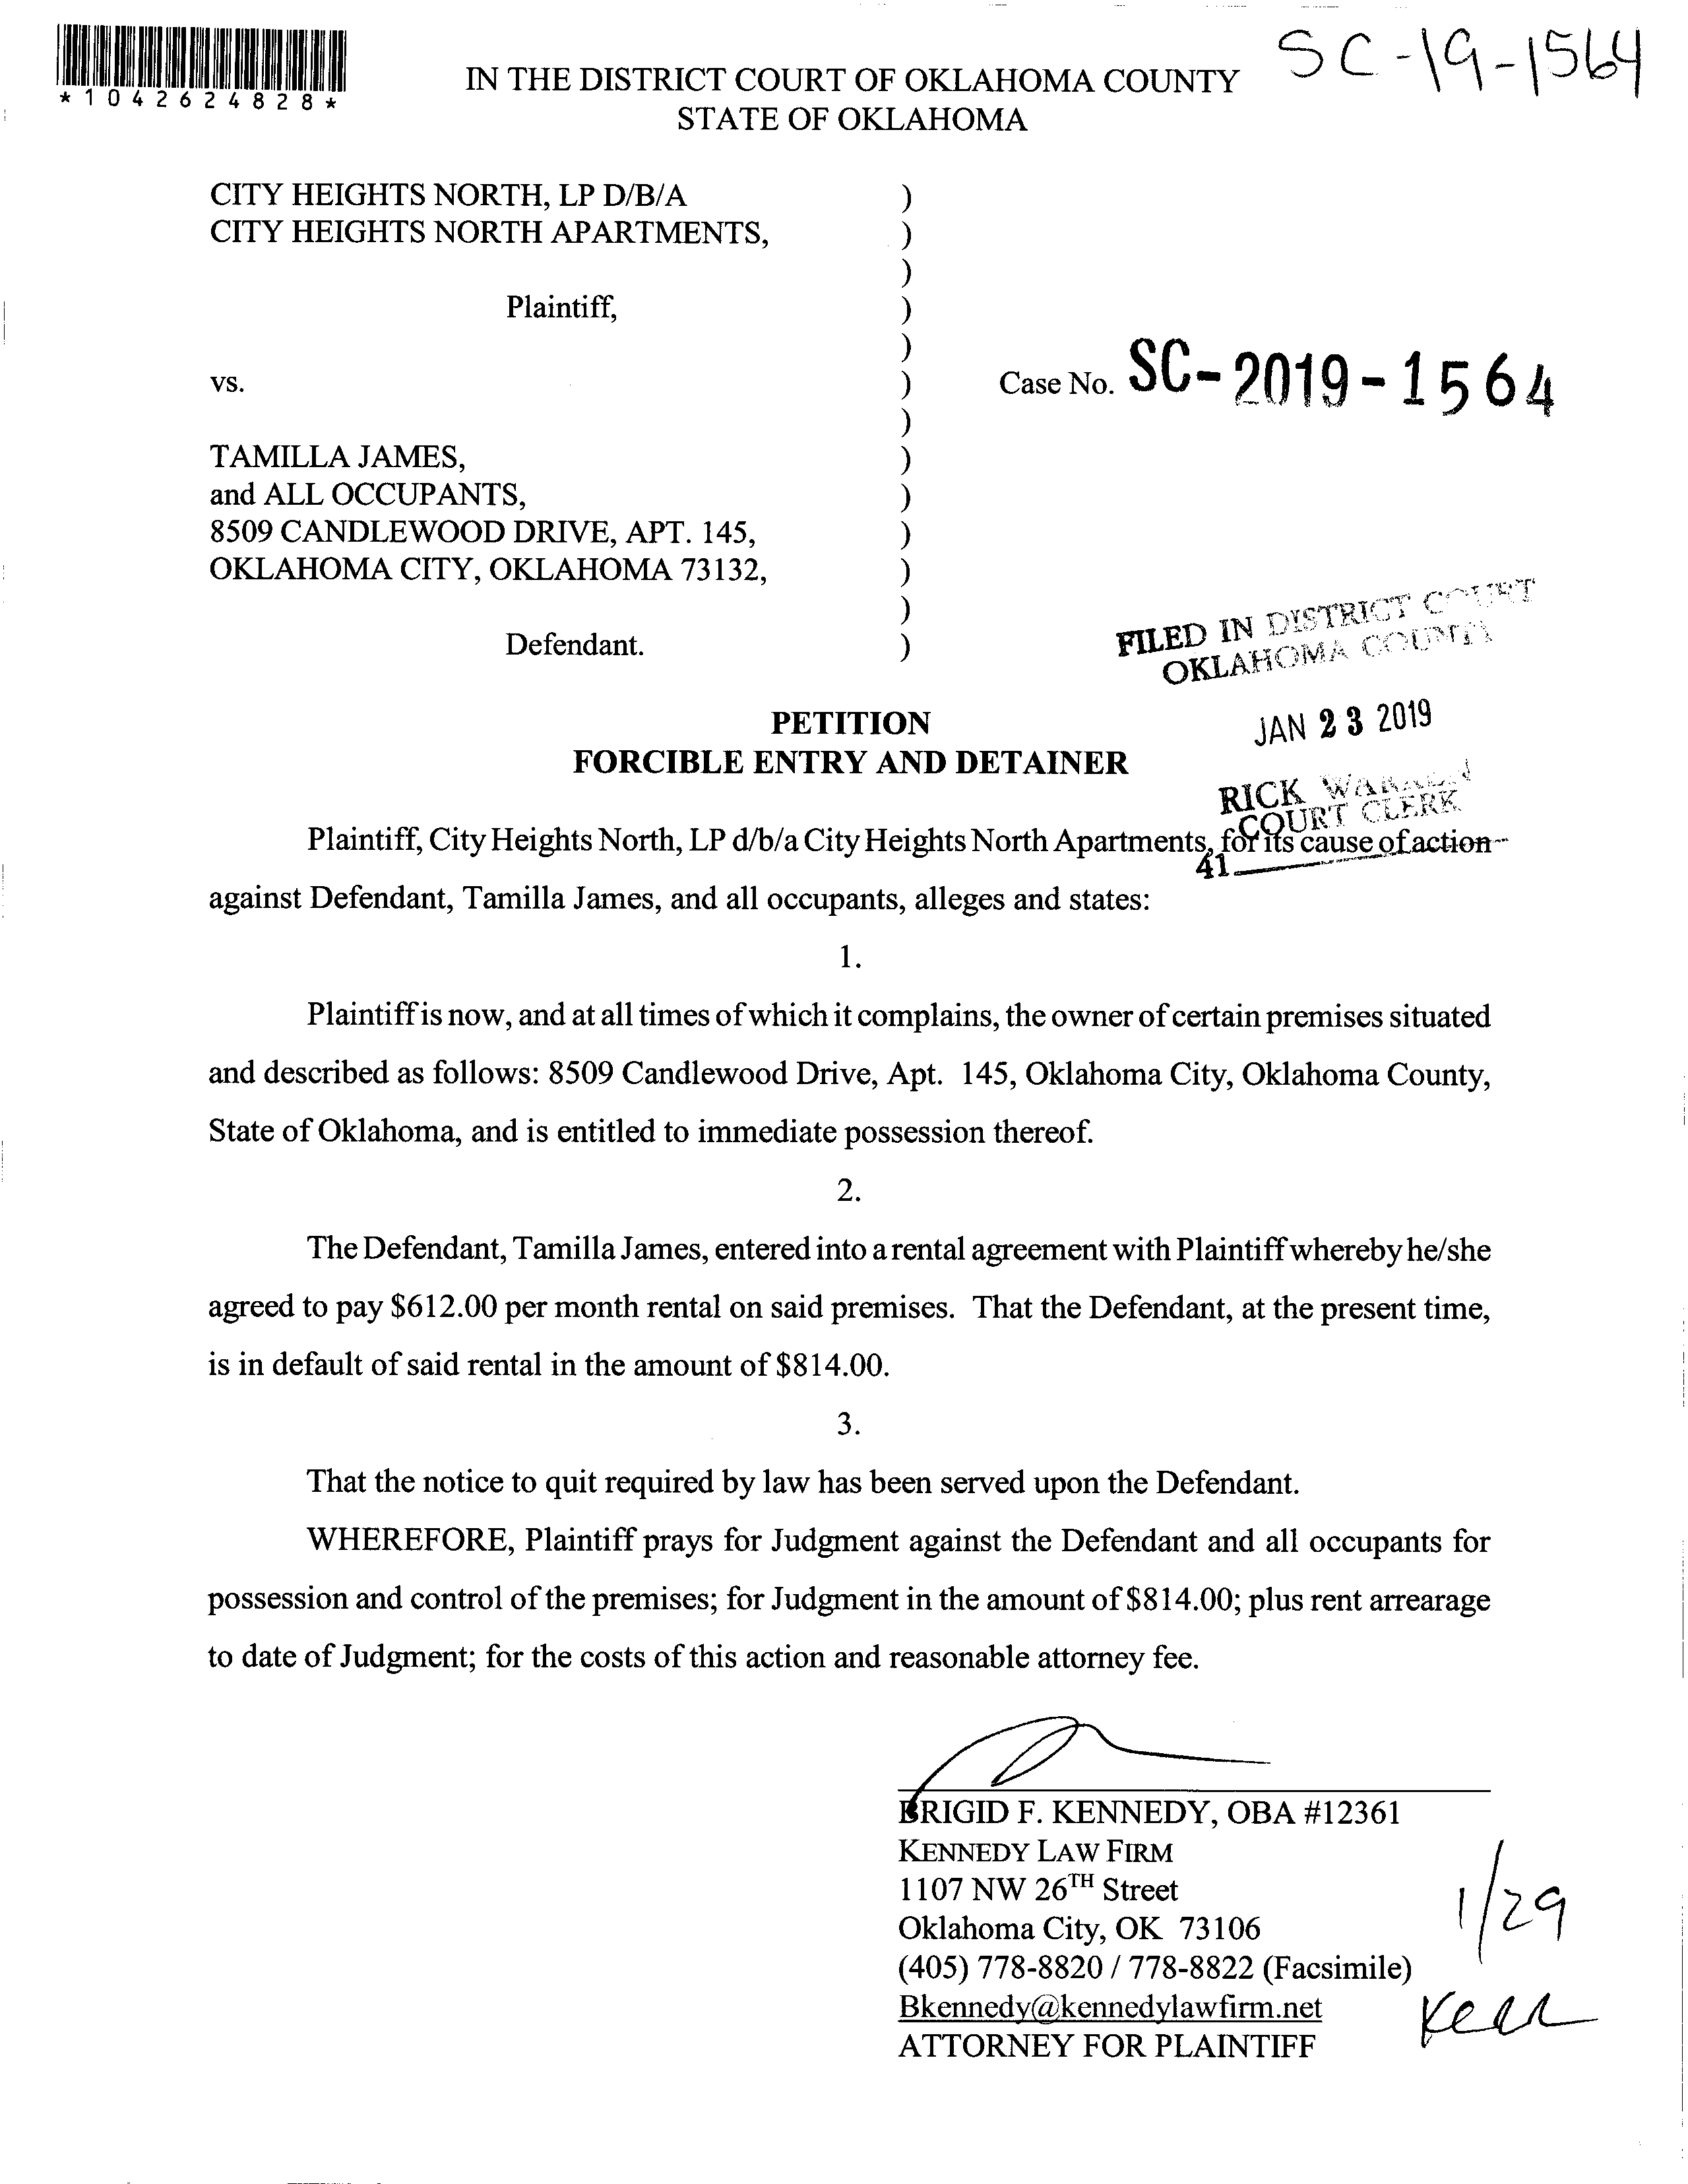 SC-19-1564
*1042624828*
IN THE DISTRICT COURT OF OKLAHOMA COUNTY
STATE OF OKLAHOMA
CITY HEIGHTS NORTH, LP D/B/A )
CITY HEIGHTS NORTH APARTMENTS, )
)
Plaintiff, )
)
vs. ) Case No. SC-2019-1564
)
TAMILLA JAMES, )
and ALL OCCUPANTS, )
8509 CANDLEWOOD DRIVE, APT. 145, )
OKLAHOMA CITY, OKLAHOMA 73132, )
)
Defendant. )
FILED IN DISTRICT COURT
OKLAHOMA COUNTY
JAN 23 2019
RICK
COURT CLERK
41
PETITION
FORCIBLE ENTRY AND DETAINER
Plaintiff, City Heights North, LP d/b/a City Heights North Apartments, for its cause of action
against Defendant, Tamilla James, and all occupants, alleges and states:
1.
Plaintiff is now, and at all times of which it complains, the owner of certain premises situated
and described as follows: 8509 Candlewood Drive, Apt. 145, Oklahoma City, Oklahoma County,
State of Oklahoma, and is entitled to immediate possession thereof.
2.
The Defendant, Tamilla James, entered into a rental agreement with Plaintiff whereby he/she
agreed to pay $612.00 per month rental on said premises. That the Defendant, at the present time,
is in default of said rental in the amount of $814.00.
3.
That the notice to quit required by law has been served upon the Defendant.
WHEREFORE, Plaintiff prays for Judgment against the Defendant and all occupants for
possession and control of the premises; for Judgment in the amount of $814.00; plus rent arrearage
to date of Judgment; for the costs of this action and reasonable attorney fee.
BRIGID F. KENNEDY, OBA #12361
KENNEDY LAW FIRM
1107 NW 26TH Street
Oklahoma City, OK 73106
(405) 778-8820 / 778-8822 (Facsimile)
Bkennedy@kennedylawfirm.net
ATTORNEY FOR PLAINTIFF
1/29